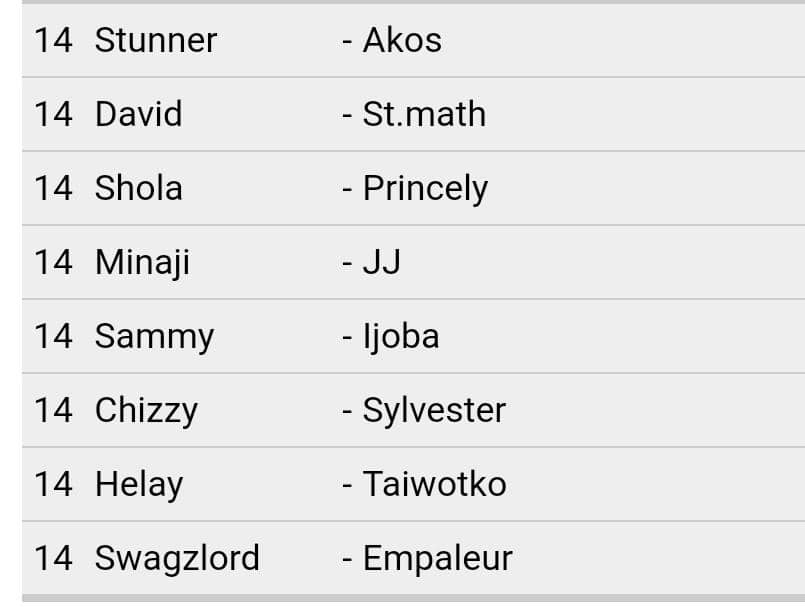 14 Stunner - Akos
14 David - St.math
14 Shola - Princely
14 Minaji - JJ
14 Sammy - Ijoba
14 Chizzy - Sylvester
14 Helay - Taiwotko
14 Swagzlord - Empaleur